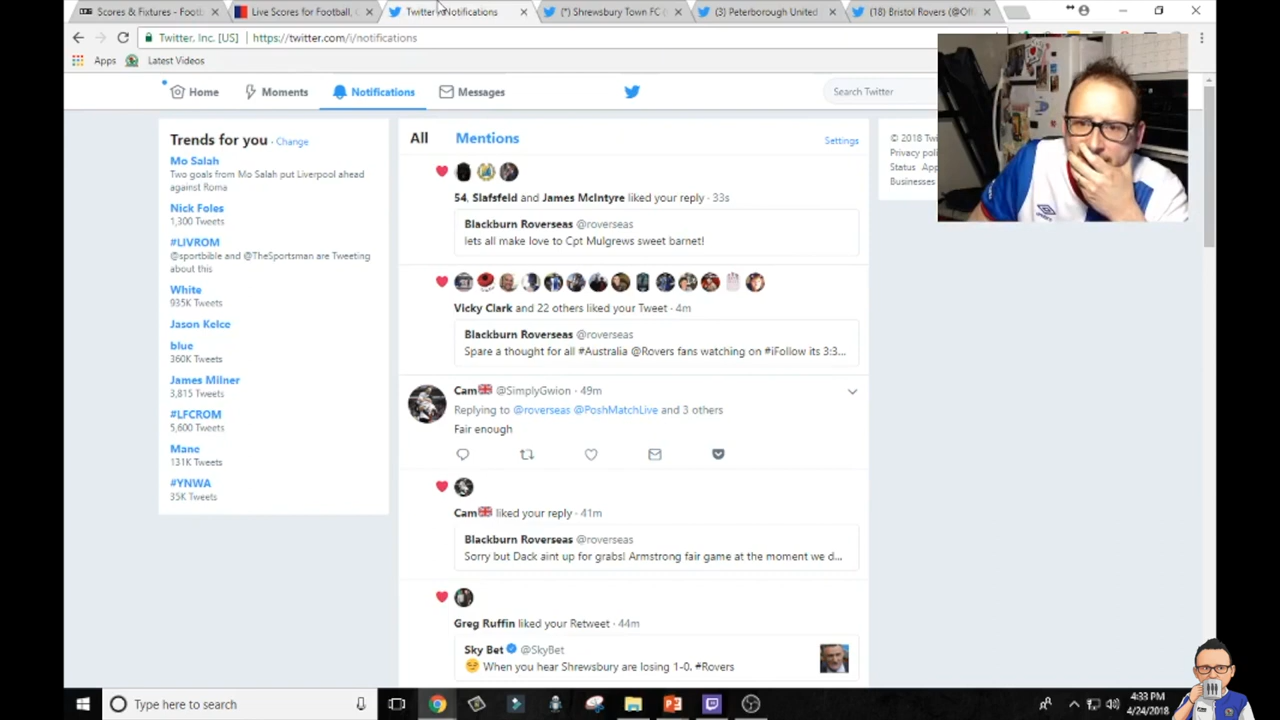 Scores & Fixtures - Footb
Live Scores for Football, C
Twitter / Notifications
(*) Shrewsbury Town FC (
(3) Peterborough United
(18) Bristol Rovers (@Offi
Twitter, Inc. [US]
https://twitter.com/i/notifications
Apps
Latest Videos
Home
Moments
Notifications
Messages
Search Twitter
Trends for you · Change
Mo Salah
Two goals from Mo Salah put Liverpool ahead
against Roma
Nick Foles
1,300 Tweets
#LIVROM
@sportbible and @TheSportsman are Tweeting
about this
White
935K Tweets
Jason Kelce
blue
360K Tweets
James Milner
3,815 Tweets
#LFCROM
5,600 Tweets
Mane
131K Tweets
#YNWA
35K Tweets
All
Mentions
Settings
54, Slafsfeld and James McIntyre liked your reply · 33s
Blackburn Roverseas @roverseas
lets all make love to Cpt Mulgrews sweet barnet!
Vicky Clark and 22 others liked your Tweet · 4m
Blackburn Roverseas @roverseas
Spare a thought for all #Australia @Rovers fans watching on #iFollow its 3:3...
Cam @SimplyGwion · 49m
Replying to @roverseas @PoshMatchLive and 3 others
Fair enough
Cam liked your reply · 41m
Blackburn Roverseas @roverseas
Sorry but Dack aint up for grabs! Armstrong fair game at the moment we d...
Greg Ruffin liked your Retweet · 44m
Sky Bet @SkyBet
When you hear Shrewsbury are losing 1-0. #Rovers
© 2018 Twi
Privacy poli
Status App
Businesses
Type here to search
4:33 PM
4/24/2018